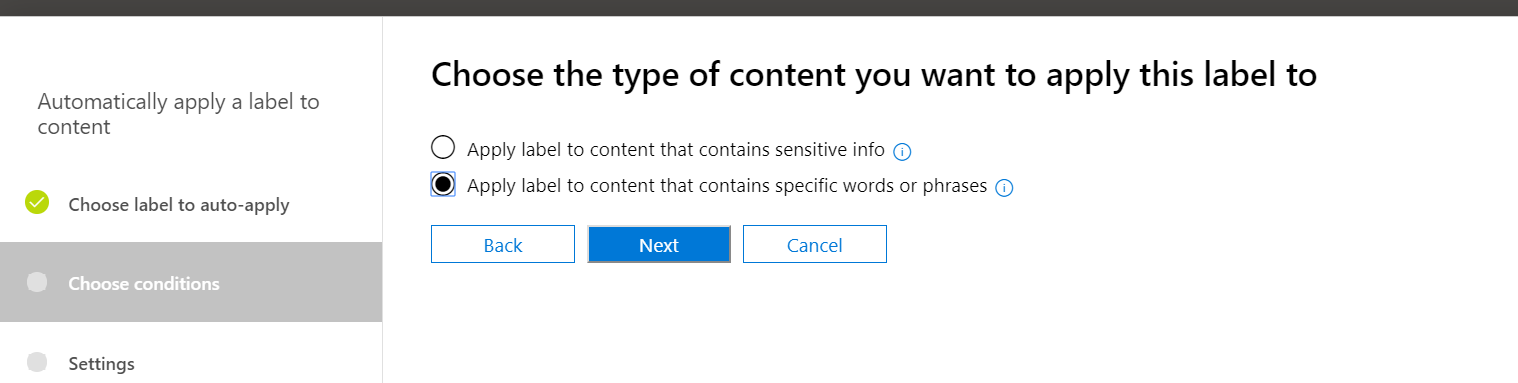 Automatically apply a label to
content
Choose label to auto-apply
Choose conditions
Settings
Choose the type of content you want to apply this label to
Apply label to content that contains sensitive info
Apply label to content that contains specific words or phrases
Back
Next
Cancel